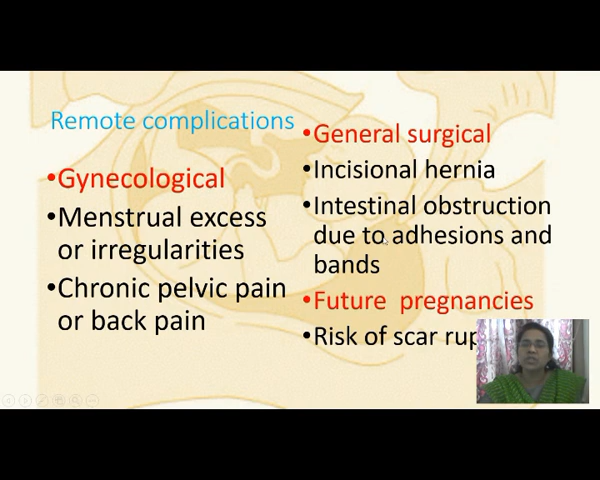 Remote complications
•Gynecological
•Menstrual excess
or irregularities
•Chronic pelvic pain
or back pain
•General surgical
•Incisional hernia
•Intestinal obstruction
due to adhesions and
bands
•Future pregnancies
•Risk of scar